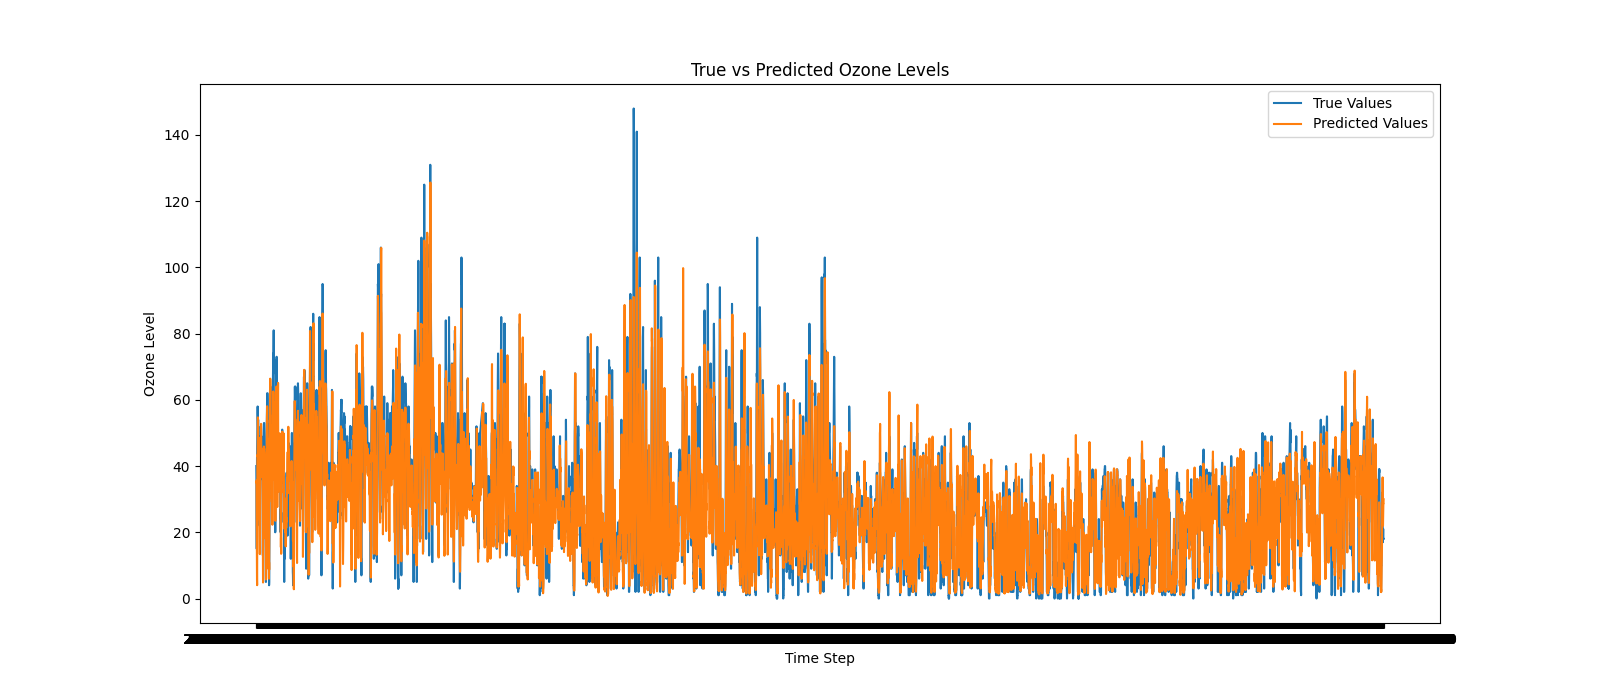 True vs Predicted Ozone Levels
True Values
Predicted Values
140
120
100
80
60
40
20
0
Ozone Level
Time Step